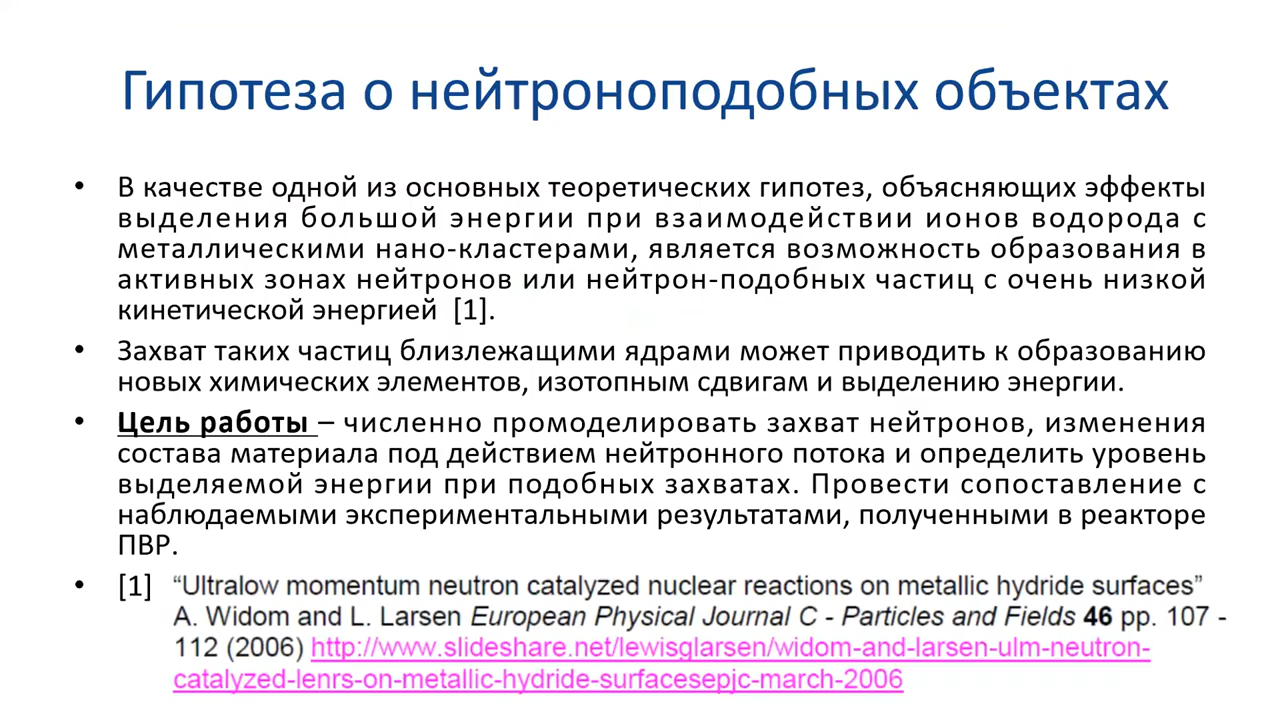 Гипотеза о нейтроноподобных объектах
• В качестве одной из основных теоретических гипотез, объясняющих эффекты
выделения большой энергии при взаимодействии ионов водорода с
металлическими нано-кластерами, является возможность образования в
активных зонах нейтронов или нейтрон-подобных частиц с очень низкой
кинетической энергией [1].
• Захват таких частиц близлежащими ядрами может приводить к образованию
новых химических элементов, изотопным сдвигам и выделению энергии.
• Цель работы – численно промоделировать захват нейтронов, изменения
состава материала под действием нейтронного потока и определить уровень
выделяемой энергии при подобных захватах. Провести сопоставление с
наблюдаемыми экспериментальными результатами, полученными в реакторе
ПВР.
• [1] “Ultralow momentum neutron catalyzed nuclear reactions on metallic hydride surfaces”
A. Widom and L. Larsen European Physical Journal C - Particles and Fields 46 pp. 107 -
112 (2006) http://www.slideshare.net/lewisglarsen/widom-and-larsen-ulm-neutron-
catalyzed-lenrs-on-metallic-hydride-surfacesepjc-march-2006